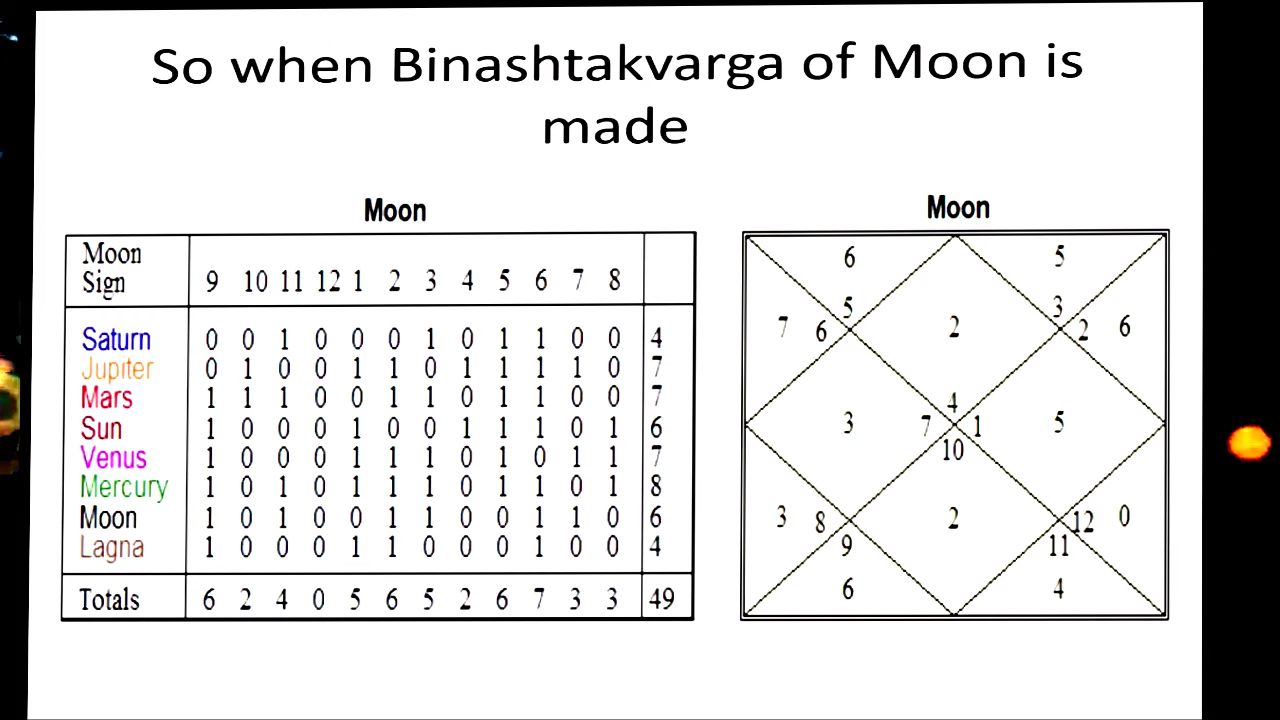 So when Binashtakvarga of Moon is
made
Moon
Moon
Sign 9 10 11 12 1 2 3 4 5 6 7 8
Saturn 0 0 1 0 0 0 1 0 1 1 0 0 4
Jupiter 0 1 0 0 1 1 0 1 1 1 1 0 7
Mars 1 1 1 0 0 1 1 0 1 1 0 0 7
Sun 1 0 0 0 1 0 0 1 1 1 0 1 6
Venus 1 0 0 0 1 1 1 0 1 0 1 1 7
Mercury 1 0 1 0 1 1 1 0 1 1 0 1 8
Moon 1 0 1 0 0 1 1 0 0 1 1 0 6
Lagna 1 0 0 0 1 1 0 0 0 1 0 0 4
Totals 6 2 4 0 5 6 5 2 6 7 3 3 49
Moon
6 5
5 3
7 6 2 2 6
4
3 7 1 5
10
3 8 2 12 0
9 11
6 4